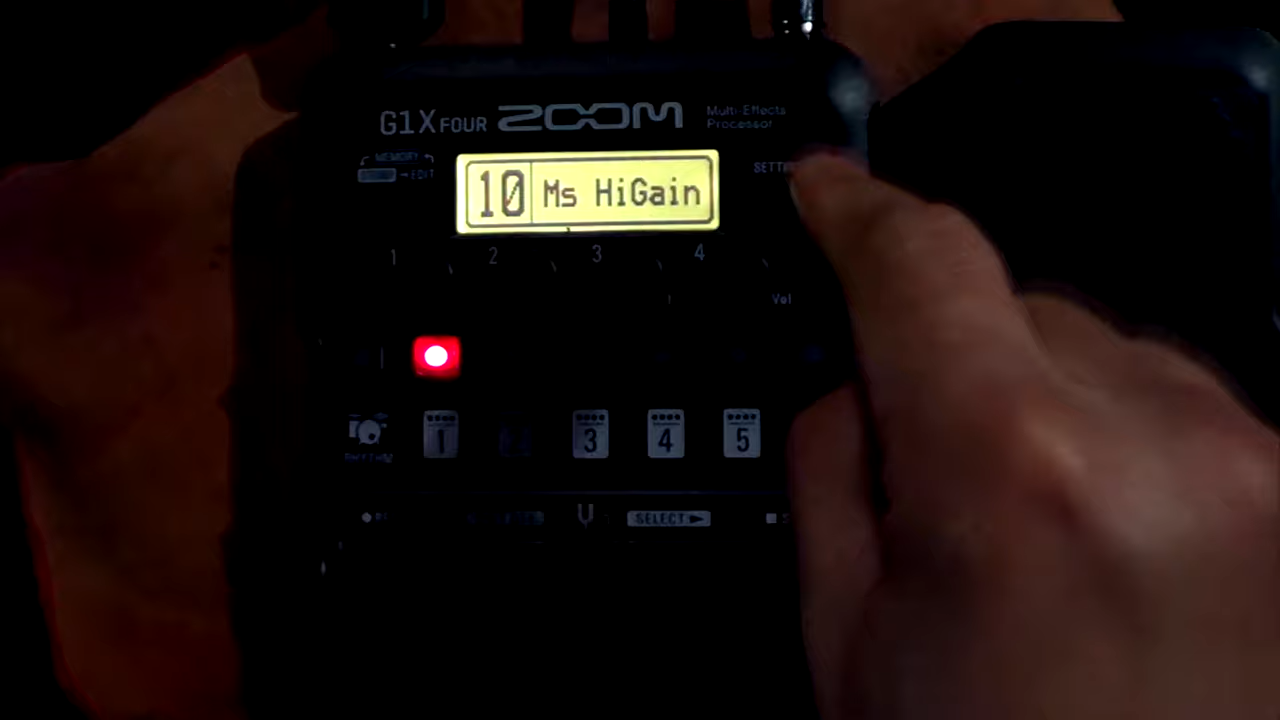 G1X FOUR ZOOM Multi-Effects Processor
MEMORY
→EDIT
10 Ms HiGain
1 2 3 4
Vol
1 3 4 5
RHYTHM
SELECT